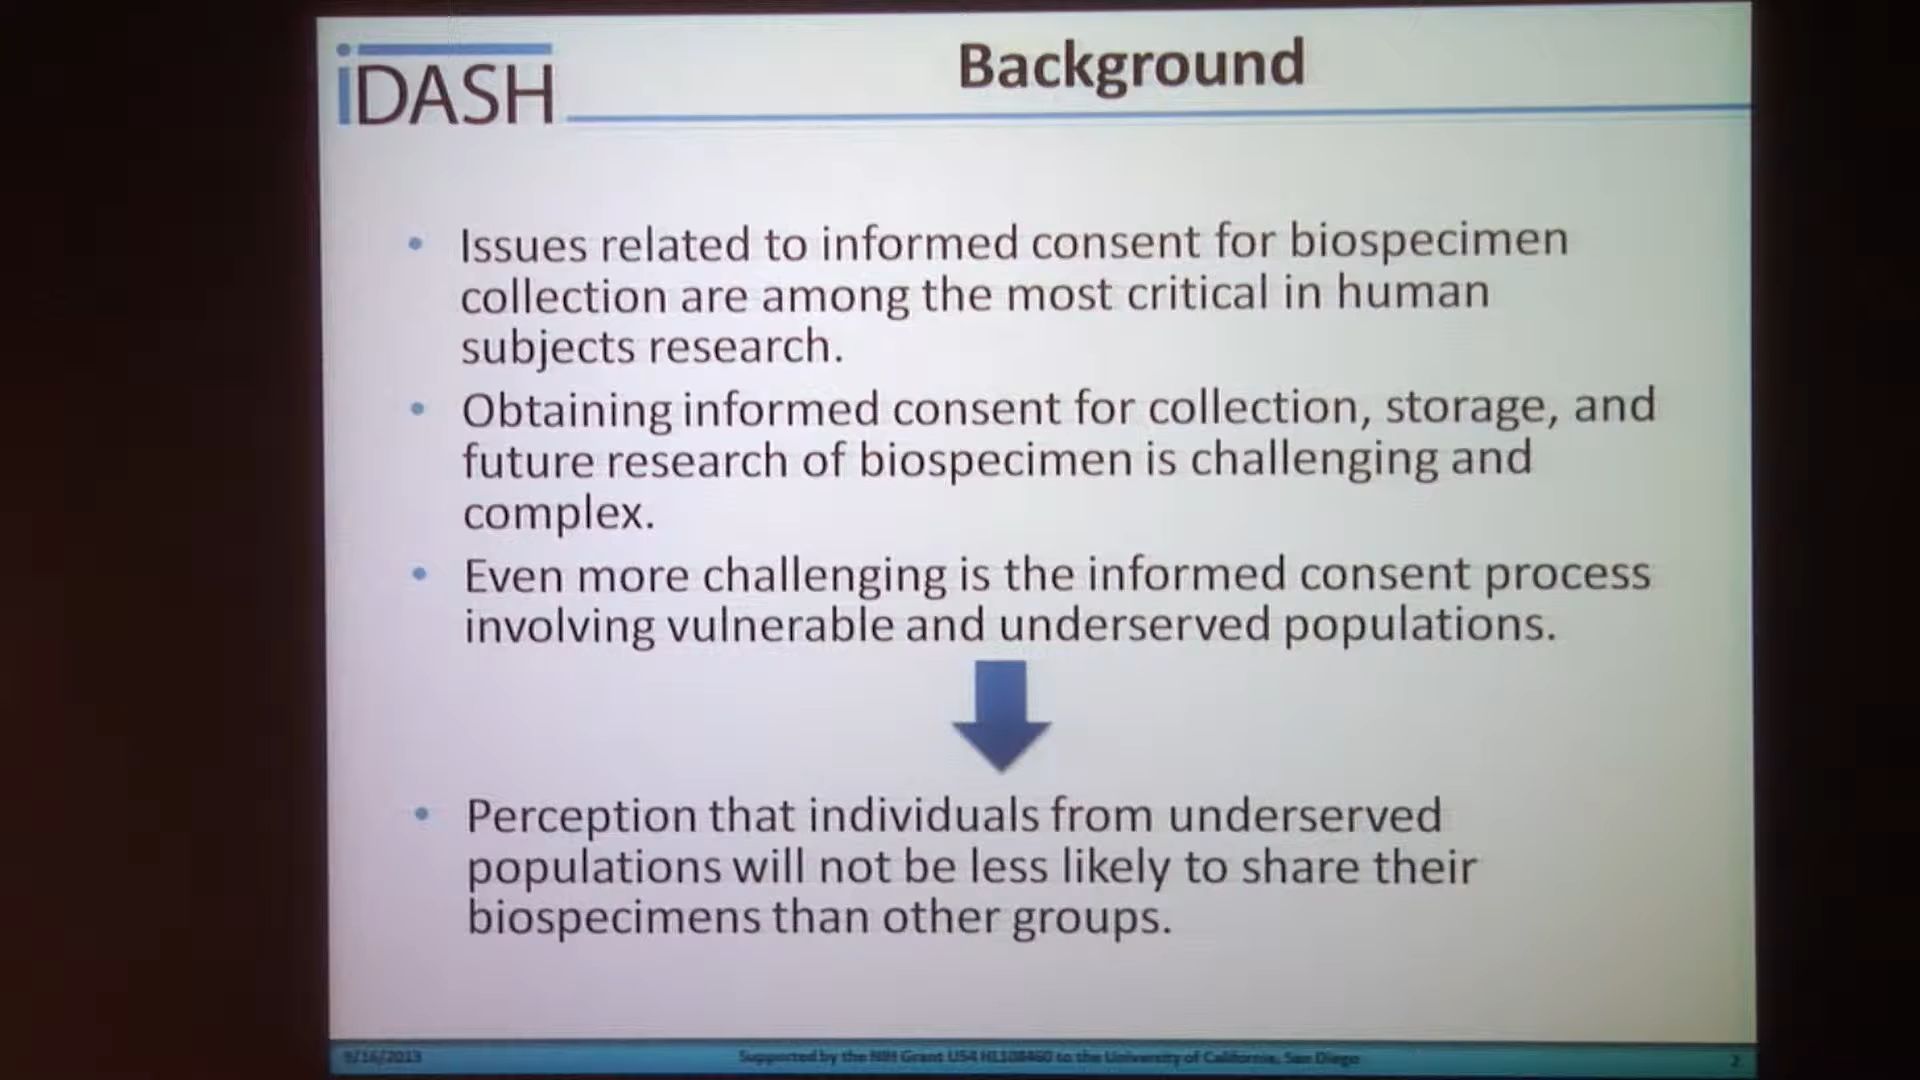 iDASH
Background
Issues related to informed consent for biospecimen
collection are among the most critical in human
subjects research.
Obtaining informed consent for collection, storage, and
future research of biospecimen is challenging and
complex.
Even more challenging is the informed consent process
involving vulnerable and underserved populations.
Perception that individuals from underserved
populations will not be less likely to share their
biospecimens than other groups.
9/16/2013
Supported by the NIH Grant U54 HL108460 to the University of California, San Diego
2